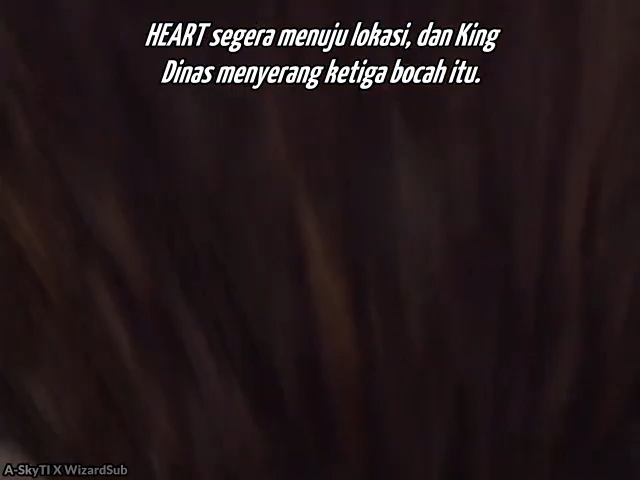 HEART segera menuju lokasi, dan King
Dinas menyerang ketiga bocah itu.
A-SkyTI X WizardSub